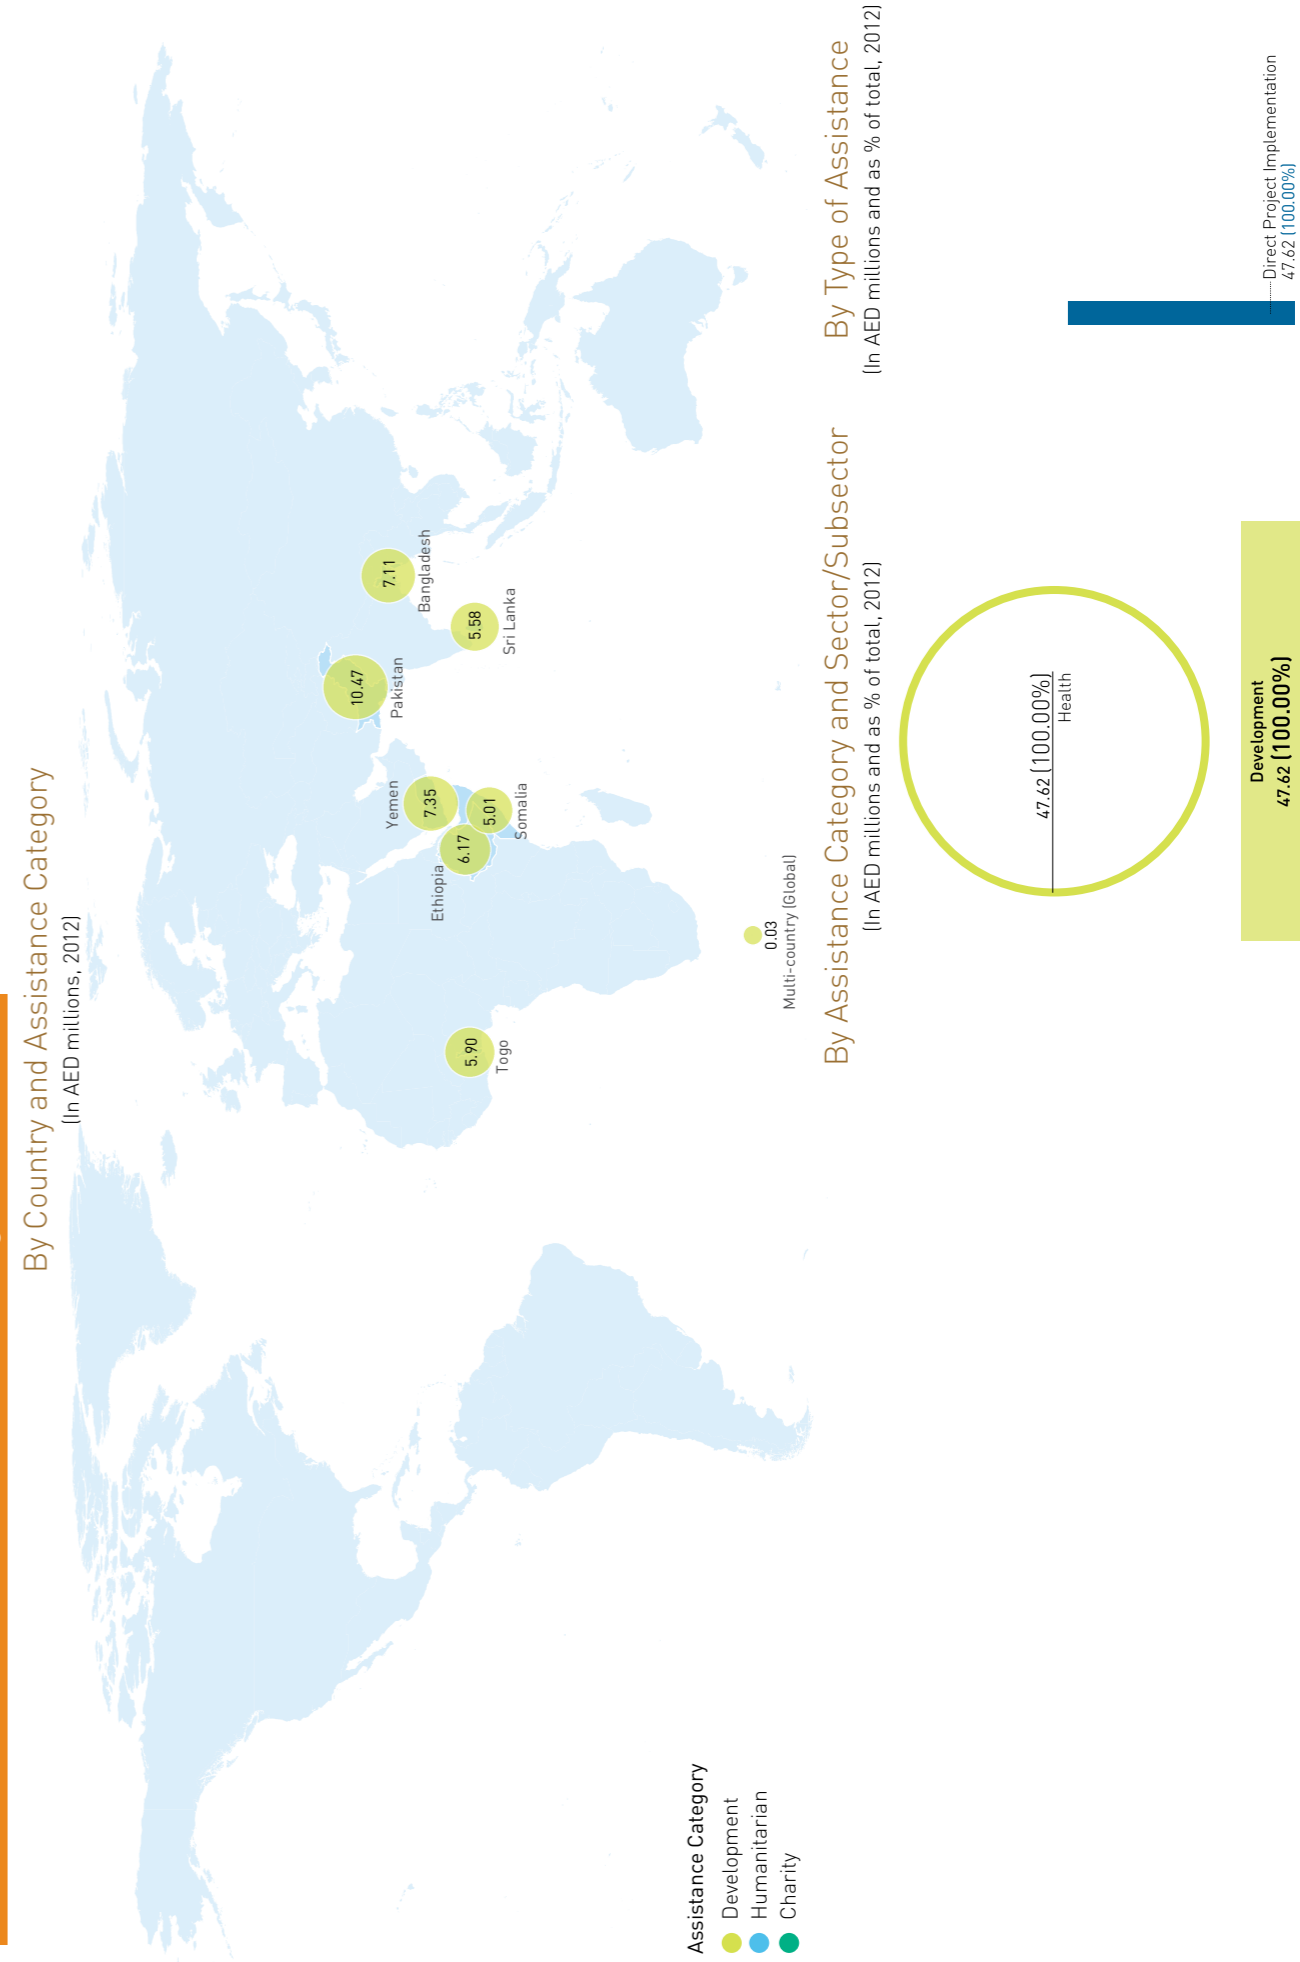 By Country and Assistance Category
(In AED millions, 2012)
10.47
Pakistan
7.11
Bangladesh
5.58
Sri Lanka
Yemen
7.35
Ethiopia
6.17
5.01
Somalia
5.90
Togo
0.03
Multi-country (Global)
Assistance Category
Development
Humanitarian
Charity
By Assistance Category and Sector/Subsector
(In AED millions and as % of total, 2012)
47.62 (100.00%)
Health
Development
47.62 (100.00%)
By Type of Assistance
(In AED millions and as % of total, 2012)
Direct Project Implementation
47.62 (100.00%)